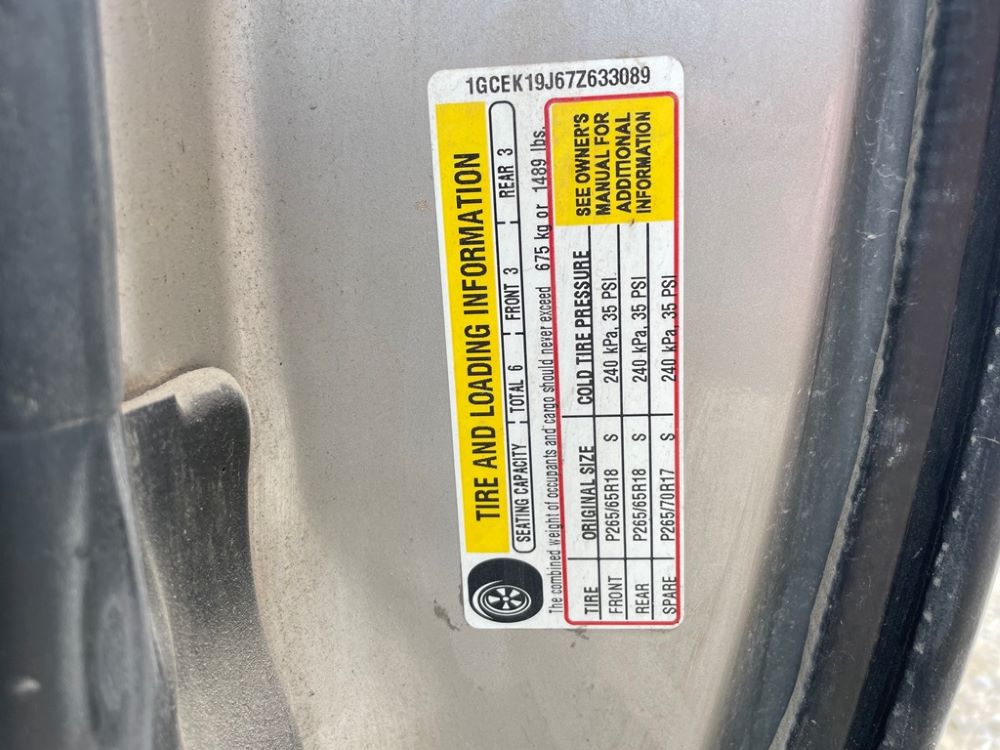 1GCEK19J67Z633089
TIRE AND LOADING INFORMATION
SEATING CAPACITY TOTAL 6 FRONT 3 REAR 3
The combined weight of occupants and cargo should never exceed 675 kg or 1489 lbs.
TIRE ORIGINAL SIZE COLD TIRE PRESSURE
FRONT P265/65R18 S 240 kPa, 35 PSI
REAR P265/65R18 S 240 kPa, 35 PSI
SPARE P265/70R17 S 240 kPa, 35 PSI
SEE OWNER'S
MANUAL FOR
ADDITIONAL
INFORMATION